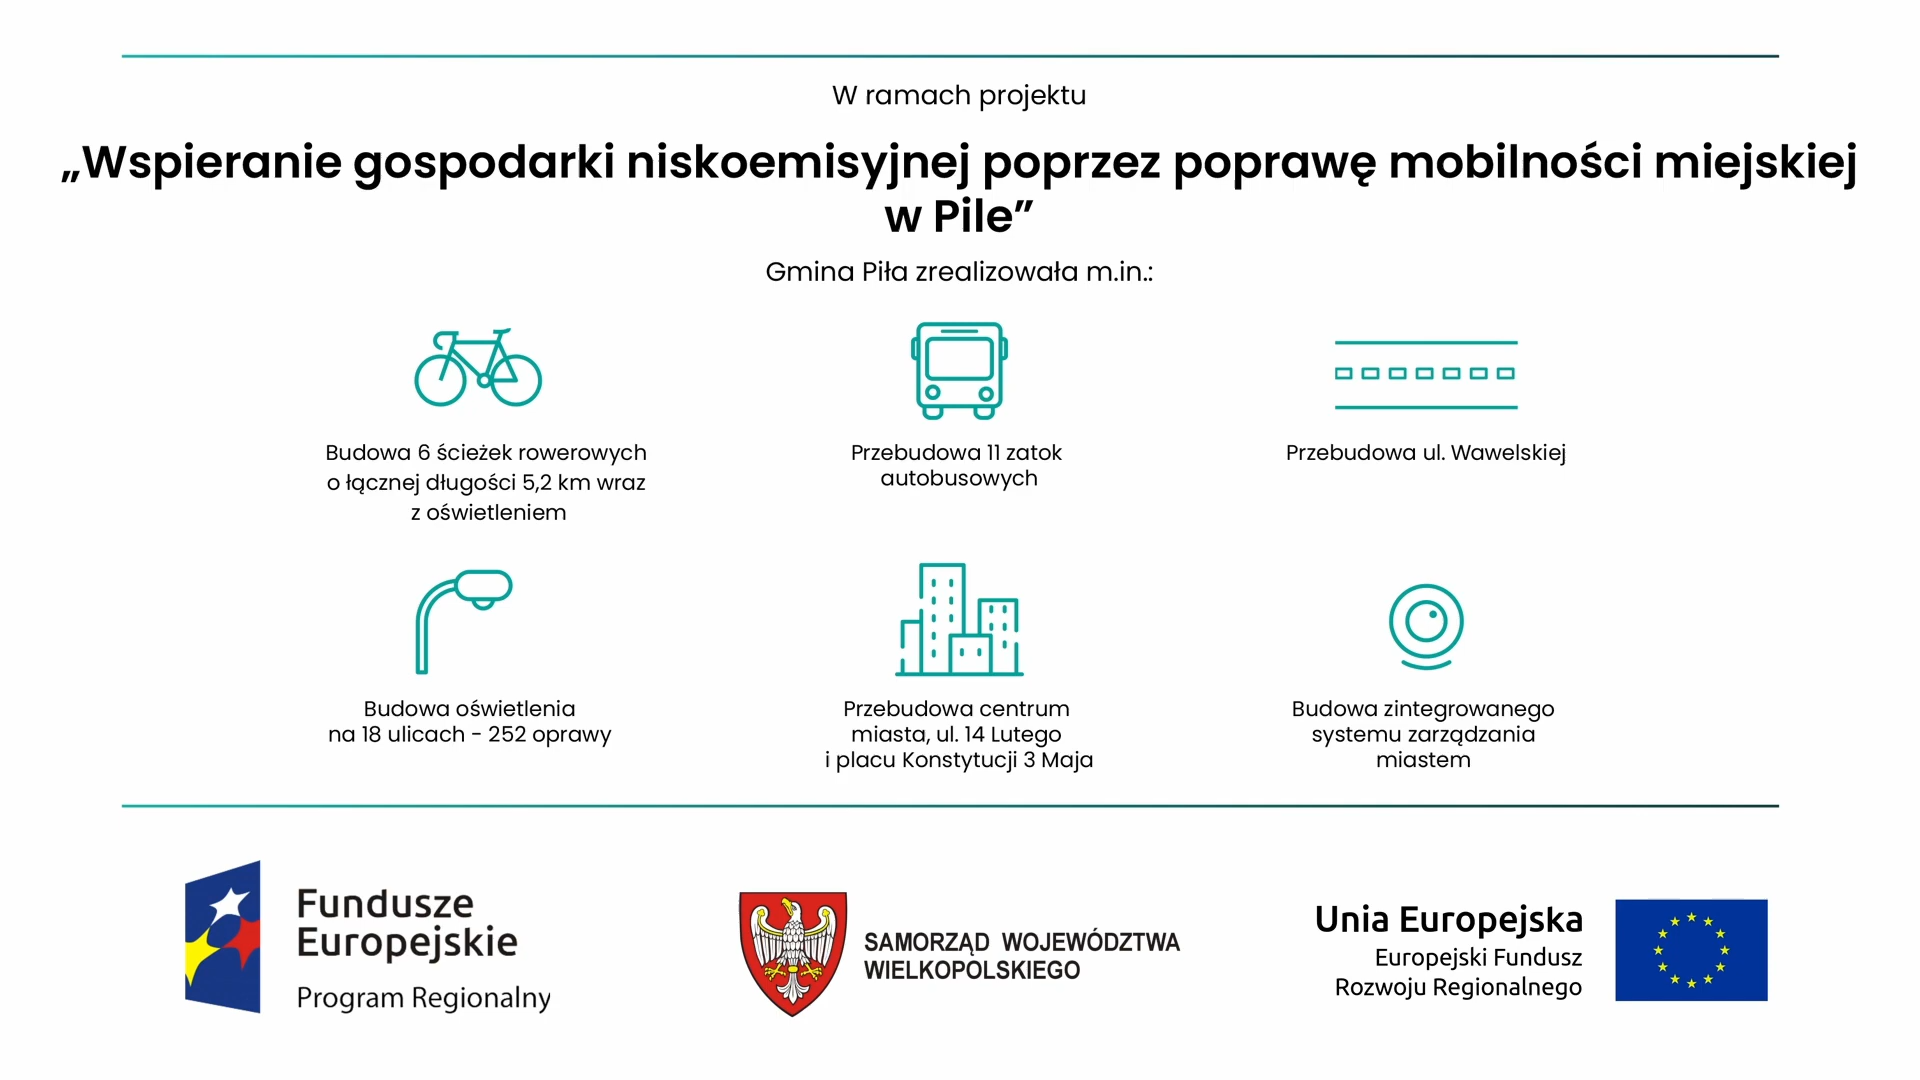 W ramach projektu
„Wspieranie gospodarki niskoemisyjnej poprzez poprawę mobilności miejskiej
w Pile”
Gmina Piła zrealizowała m.in.:
Budowa 6 ścieżek rowerowych
o łącznej długości 5,2 km wraz
z oświetleniem
Przebudowa 11 zatok
autobusowych
Przebudowa ul. Wawelskiej
Budowa oświetlenia
na 18 ulicach - 252 oprawy
Przebudowa centrum
miasta, ul. 14 Lutego
i placu Konstytucji 3 Maja
Budowa zintegrowanego
systemu zarządzania
miastem
Fundusze
Europejskie
Program Regionalny
SAMORZĄD WOJEWÓDZTWA
WIELKOPOLSKIEGO
Unia Europejska
Europejski Fundusz
Rozwoju Regionalnego